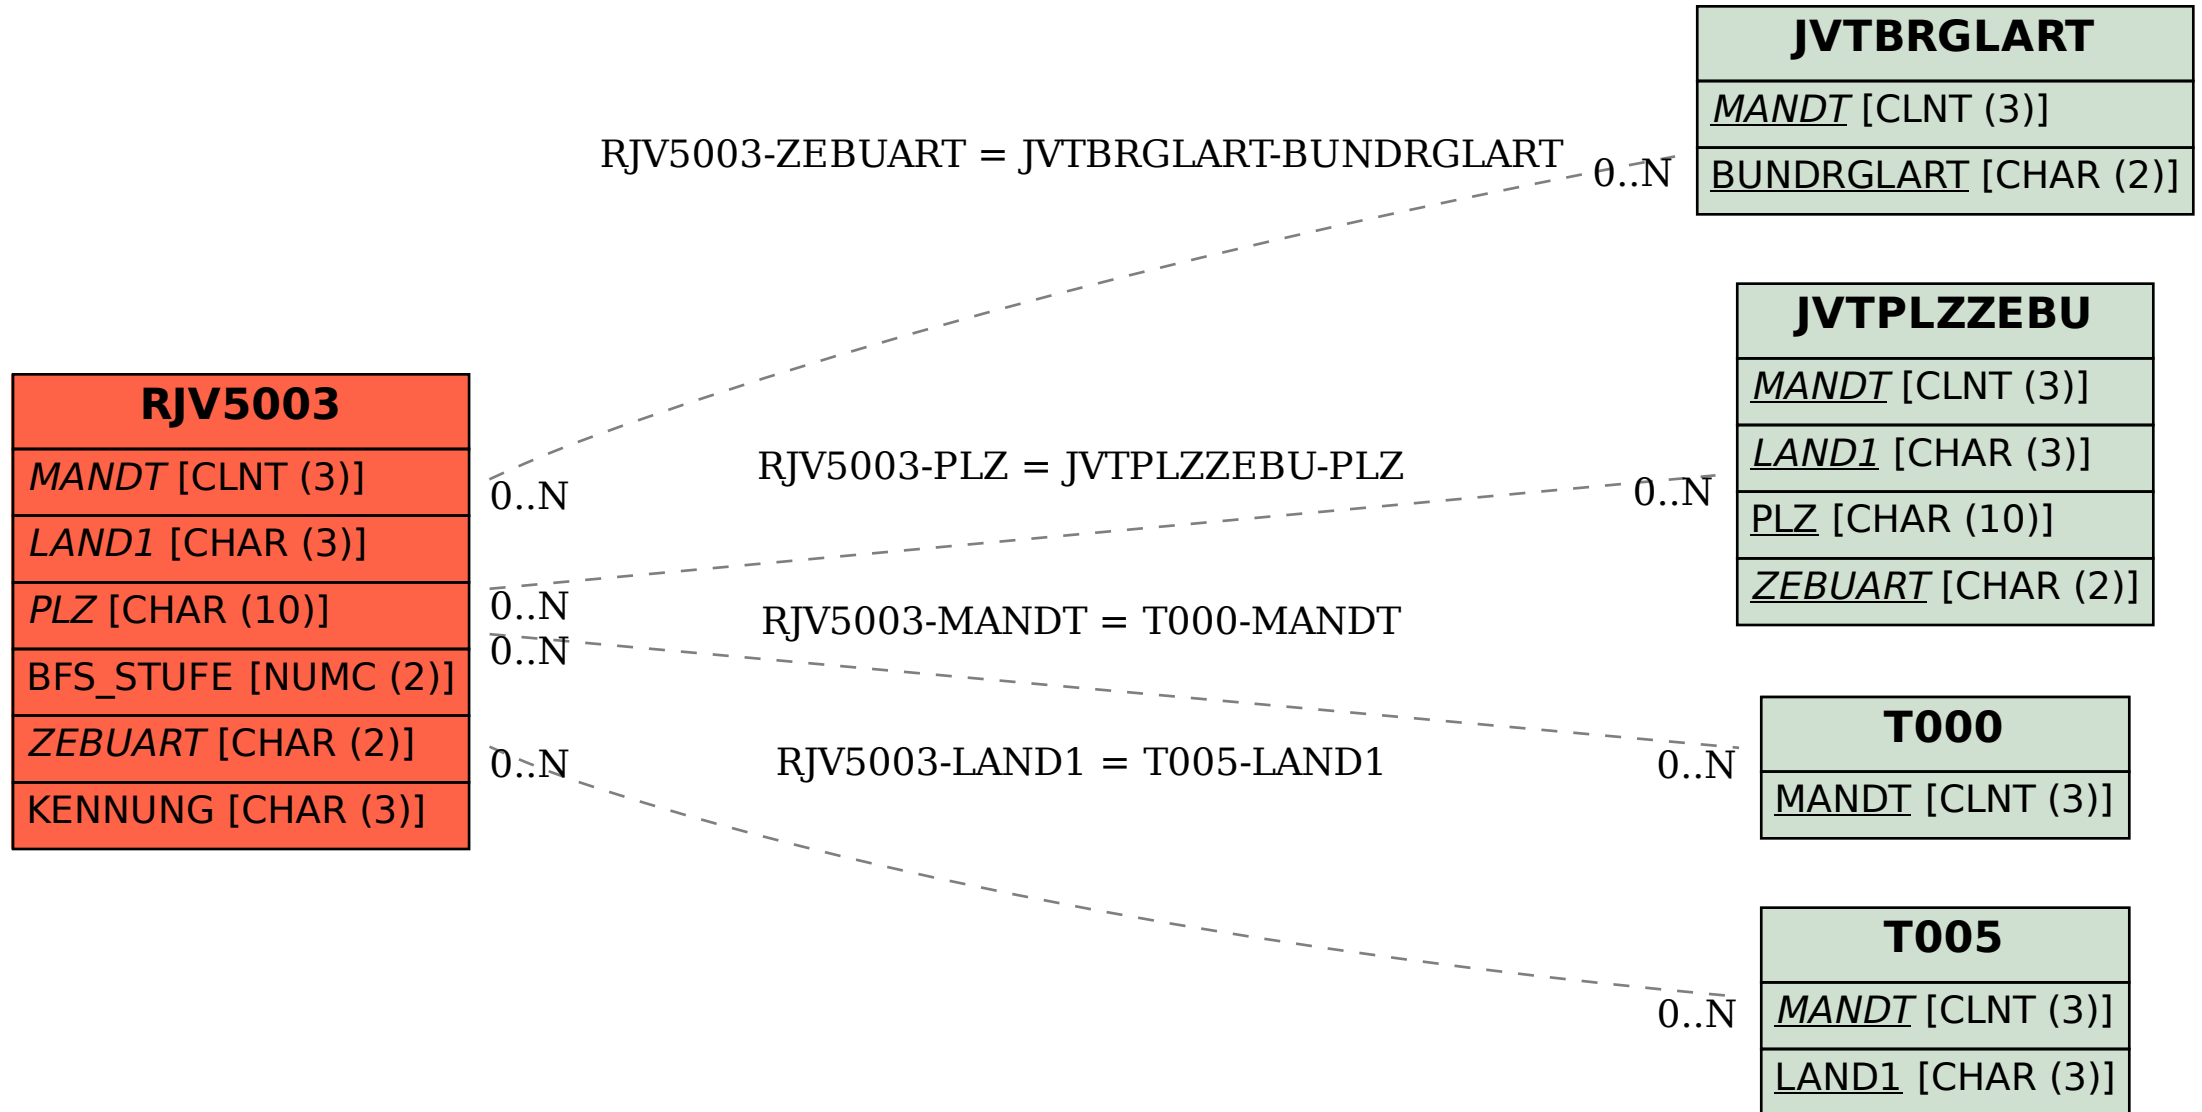 JVTBRGLART
MANDT [CLNT (3)]
BUNDRGLART [CHAR (2)]
RJV5003-ZEBUART = JVTBRGLART-BUNDRGLART
0..N
JVTPLZZEBU
MANDT [CLNT (3)]
LAND1 [CHAR (3)]
PLZ [CHAR (10)]
ZEBUART [CHAR (2)]
RJV5003
MANDT [CLNT (3)]
LAND1 [CHAR (3)]
PLZ [CHAR (10)]
BFS_STUFE [NUMC (2)]
ZEBUART [CHAR (2)]
KENNUNG [CHAR (3)]
0..N
RJV5003-PLZ = JVTPLZZEBU-PLZ
0..N
0..N
RJV5003-MANDT = T000-MANDT
0..N
0..N
RJV5003-LAND1 = T005-LAND1
0..N
0..N
T000
MANDT [CLNT (3)]
T005
MANDT [CLNT (3)]
LAND1 [CHAR (3)]